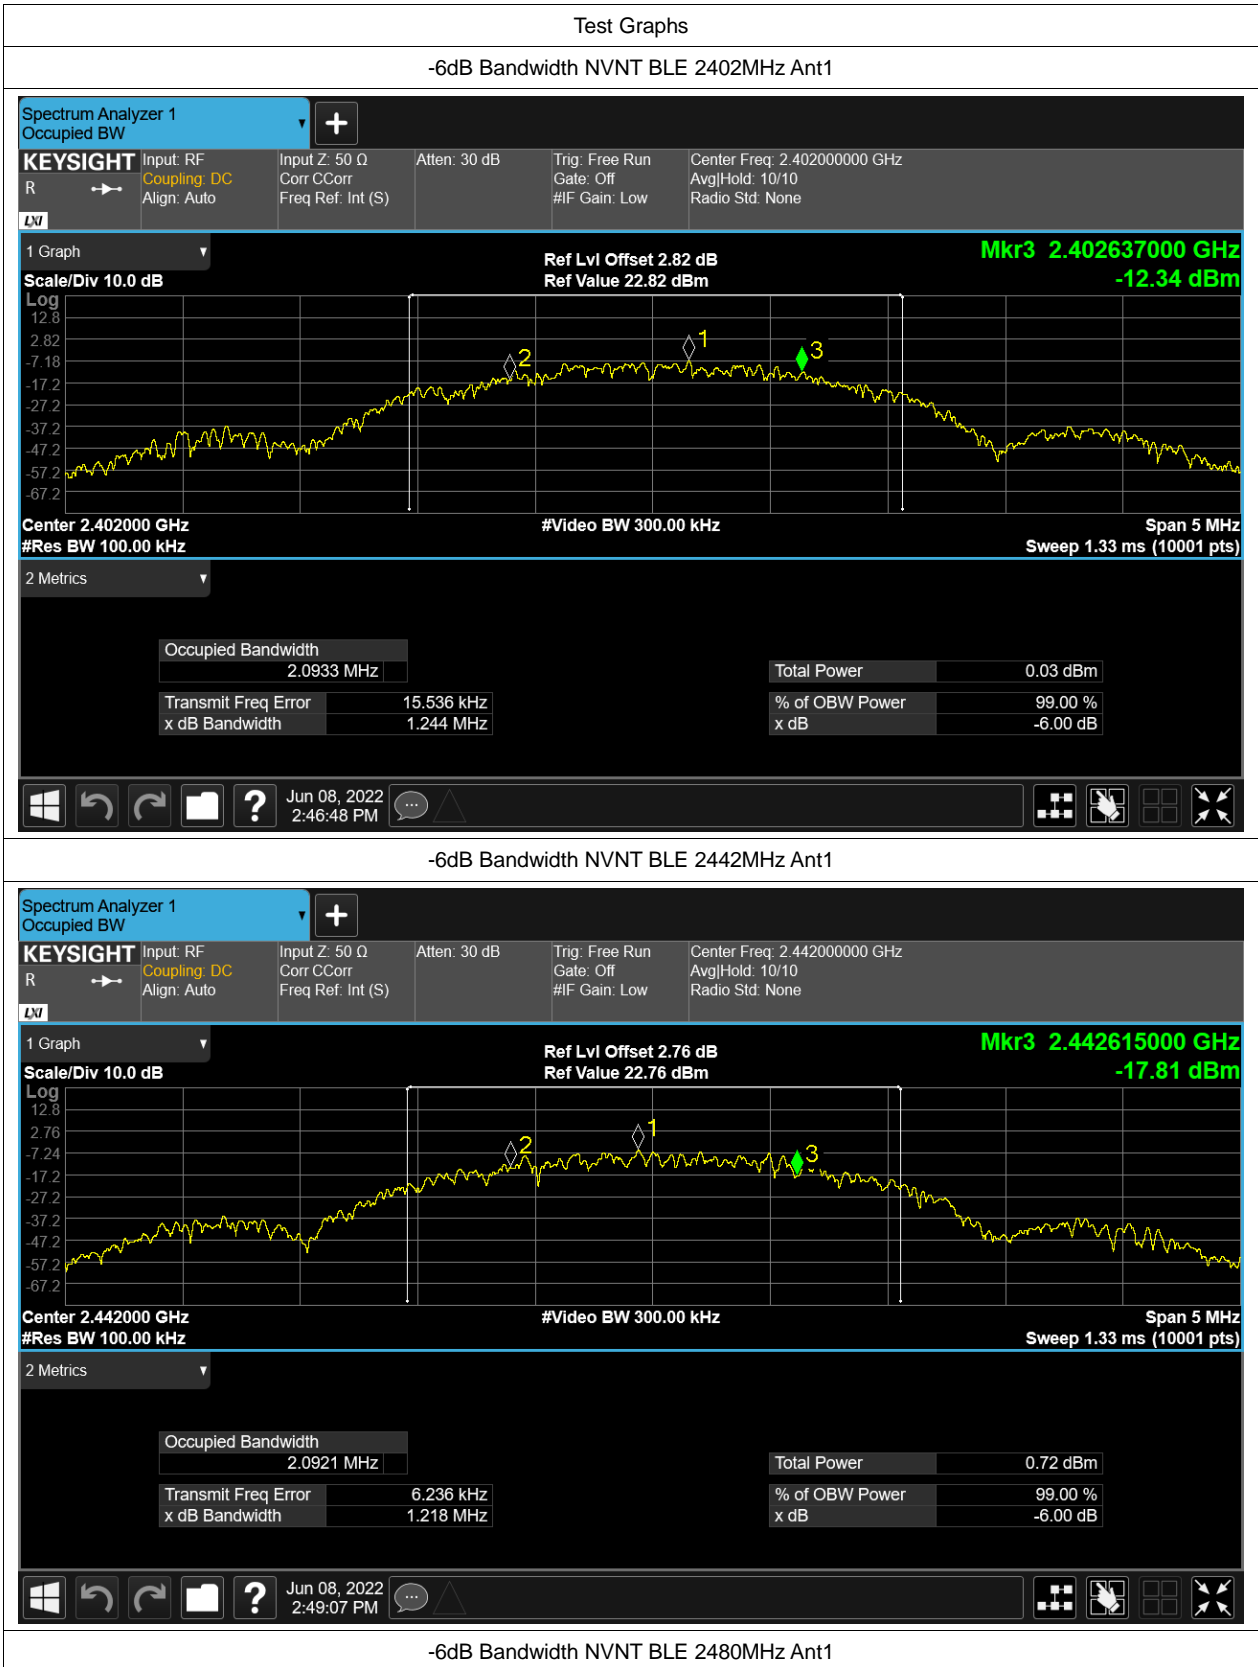 Test Graphs
-6dB Bandwidth NVNT BLE 2402MHz Ant1
Spectrum Analyzer 1
Occupied BW
KEYSIGHT Input: RF Input Z: 50 Ω Atten: 30 dB Trig: Free Run Center Freq: 2.402000000 GHz
R Coupling: DC Corr CCorr Gate: Off Avg|Hold: 10/10
Align: Auto Freq Ref: Int (S) #IF Gain: Low Radio Std: None
LXI
1 Graph Ref Lvl Offset 2.82 dB Mkr3 2.402637000 GHz
Scale/Div 10.0 dB Ref Value 22.82 dBm -12.34 dBm
Log
12.8
2.82
-7.18
-17.2
-27.2
-37.2
-47.2
-57.2
-67.2
2 1 3
Center 2.402000 GHz #Video BW 300.00 kHz Span 5 MHz
#Res BW 100.00 kHz Sweep 1.33 ms (10001 pts)
2 Metrics
Occupied Bandwidth
2.0933 MHz Total Power 0.03 dBm
Transmit Freq Error 15.536 kHz % of OBW Power 99.00 %
x dB Bandwidth 1.244 MHz x dB -6.00 dB
Jun 08, 2022
2:46:48 PM
-6dB Bandwidth NVNT BLE 2442MHz Ant1
Spectrum Analyzer 1
Occupied BW
KEYSIGHT Input: RF Input Z: 50 Ω Atten: 30 dB Trig: Free Run Center Freq: 2.442000000 GHz
R Coupling: DC Corr CCorr Gate: Off Avg|Hold: 10/10
Align: Auto Freq Ref: Int (S) #IF Gain: Low Radio Std: None
LXI
1 Graph Ref Lvl Offset 2.76 dB Mkr3 2.442615000 GHz
Scale/Div 10.0 dB Ref Value 22.76 dBm -17.81 dBm
Log
12.8
2.76
-7.24
-17.2
-27.2
-37.2
-47.2
-57.2
-67.2
2 1 3
Center 2.442000 GHz #Video BW 300.00 kHz Span 5 MHz
#Res BW 100.00 kHz Sweep 1.33 ms (10001 pts)
2 Metrics
Occupied Bandwidth
2.0921 MHz Total Power 0.72 dBm
Transmit Freq Error 6.236 kHz % of OBW Power 99.00 %
x dB Bandwidth 1.218 MHz x dB -6.00 dB
Jun 08, 2022
2:49:07 PM
-6dB Bandwidth NVNT BLE 2480MHz Ant1